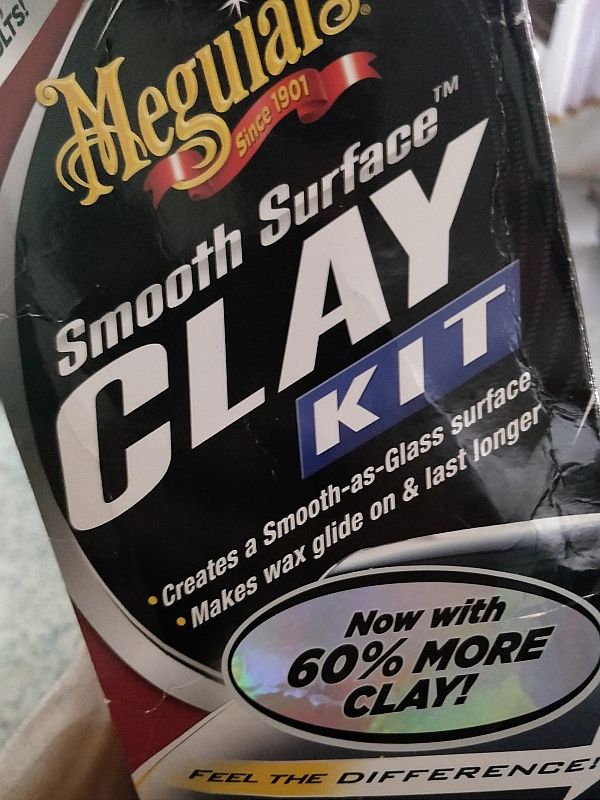 Meguiar's®
Since 1901
Smooth Surface™
CLAY
KIT
• Creates a Smooth-as-Glass surface
• Makes wax glide on & last longer
Now with
60% MORE
CLAY!
FEEL THE DIFFERENCE!